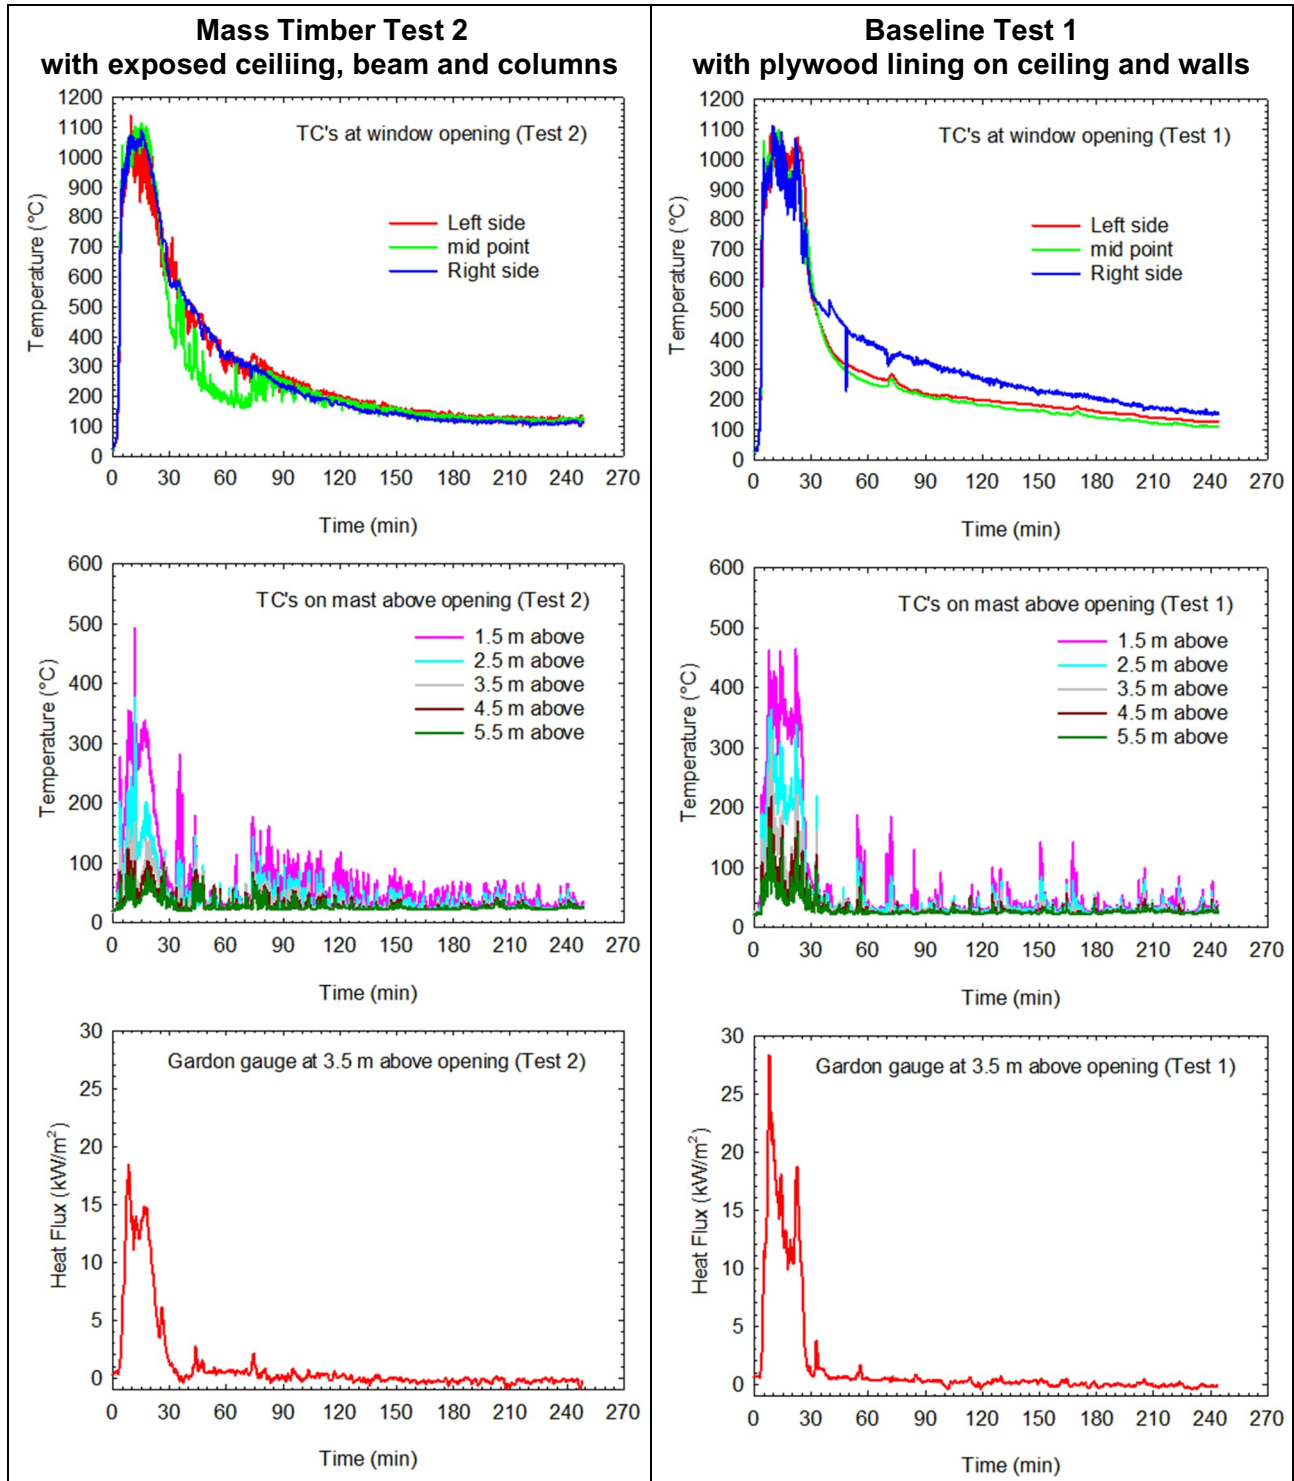 Mass Timber Test 2
with exposed ceiliing, beam and columns
1200
1100
1000
900
800
700
600
500
400
300
200
100
0
Temperature (°C)
TC's at window opening (Test 2)
Left side
mid point
Right side
0 30 60 90 120 150 180 210 240 270
Time (min)
600
500
400
300
200
100
0
Temperature (°C)
TC's on mast above opening (Test 2)
1.5 m above
2.5 m above
3.5 m above
4.5 m above
5.5 m above
0 30 60 90 120 150 180 210 240 270
Time (min)
30
25
20
15
10
5
0
Heat Flux (kW/m²)
Gardon gauge at 3.5 m above opening (Test 2)
0 30 60 90 120 150 180 210 240 270
Time (min)
Baseline Test 1
with plywood lining on ceiling and walls
1200
1100
1000
900
800
700
600
500
400
300
200
100
0
Temperature (°C)
TC's at window opening (Test 1)
Left side
mid point
Right side
0 30 60 90 120 150 180 210 240 270
Time (min)
600
500
400
300
200
100
0
Temperature (°C)
TC's on mast above opening (Test 1)
1.5 m above
2.5 m above
3.5 m above
4.5 m above
5.5 m above
0 30 60 90 120 150 180 210 240 270
Time (min)
30
25
20
15
10
5
0
Heat Flux (kW/m²)
Gardon gauge at 3.5 m above opening (Test 1)
0 30 60 90 120 150 180 210 240 270
Time (min)